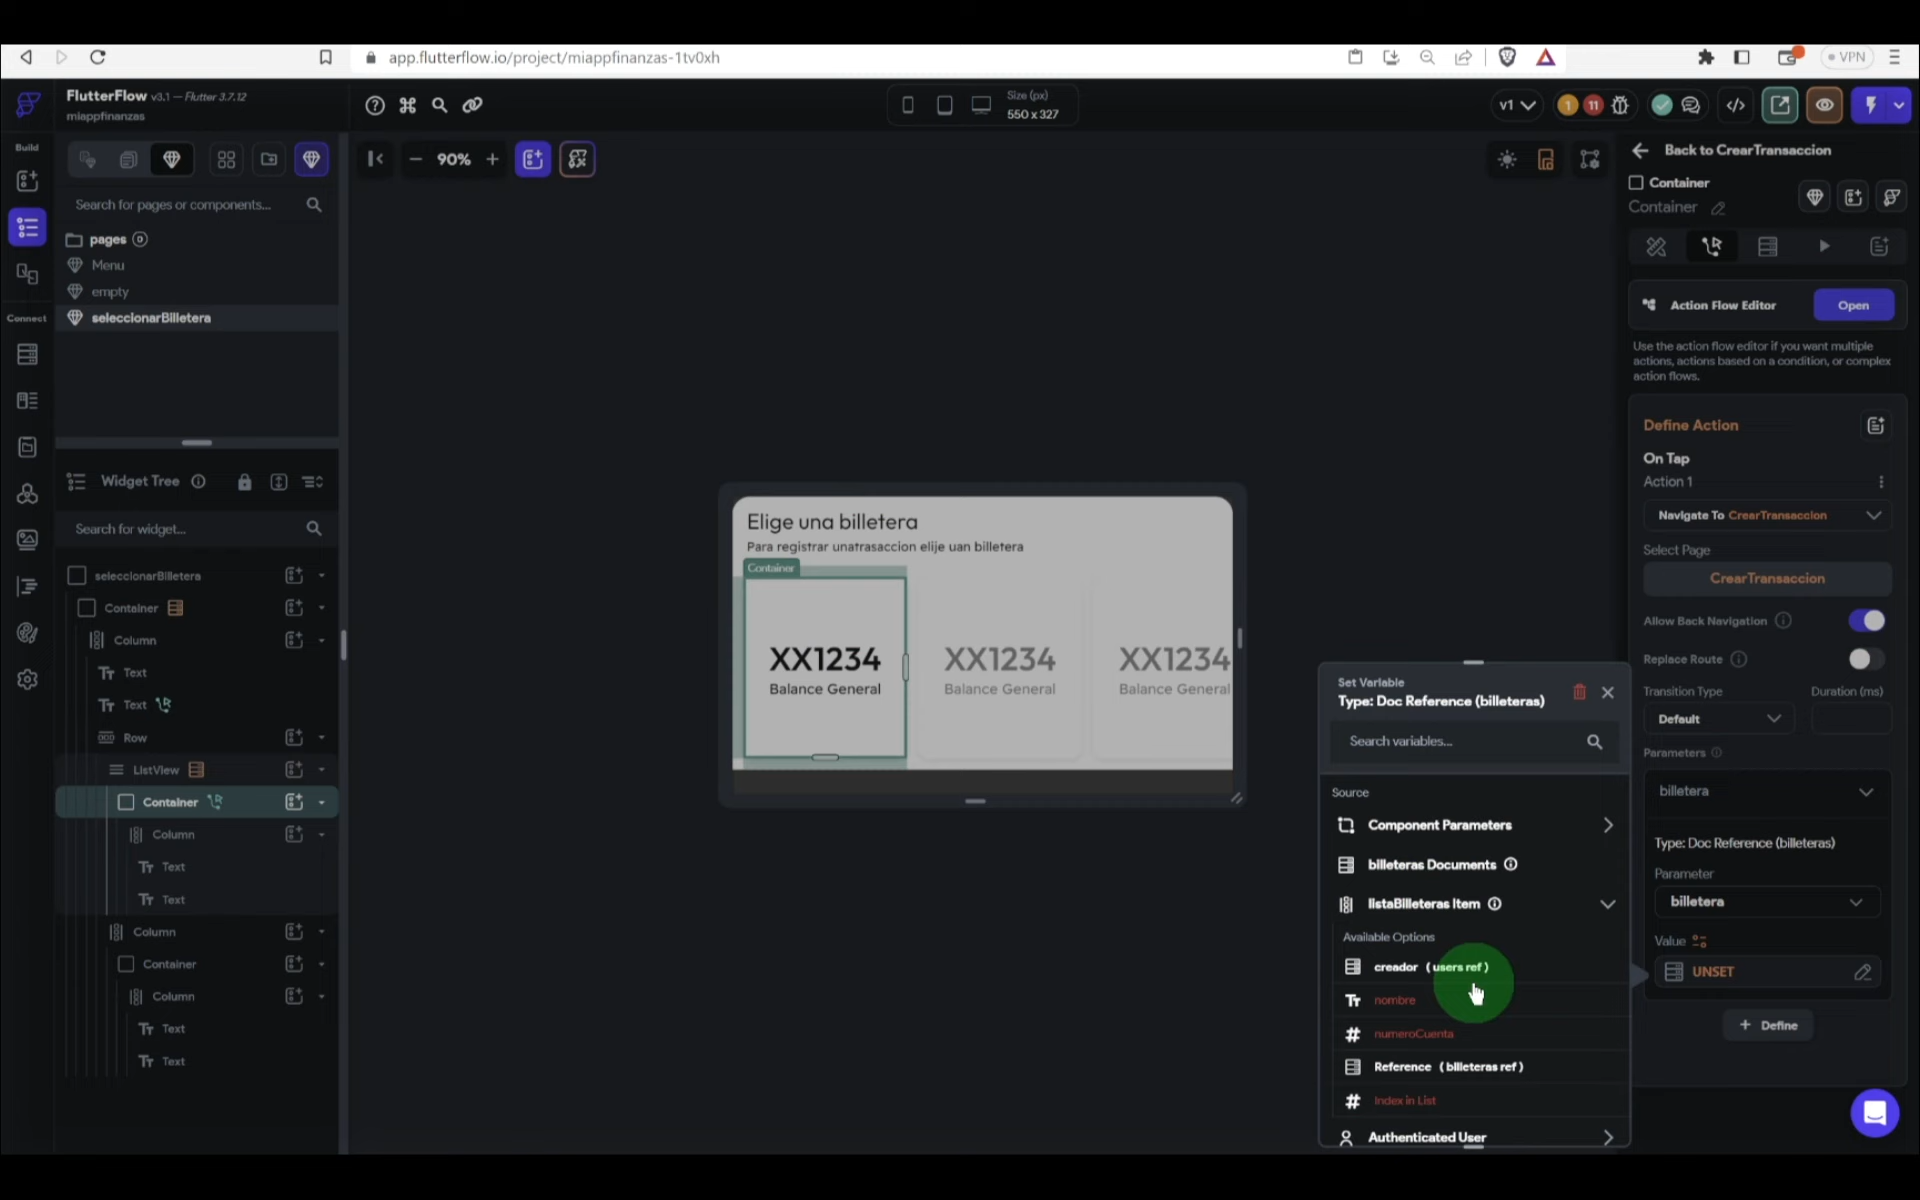 app.flutterflow.io/project/miappfinanzas-1tv0xh
VPN
FlutterFlow v3.1 — Flutter 3.7.12
miappfinanzas
Size (px)
550 x 327
v1
1
11
Build
90%
Back to CrearTransaccion
Container
Container
Search for pages or components...
pages 0
Menu
empty
seleccionarBilletera
Connect
Action Flow Editor
Open
Use the action flow editor if you want multiple
actions, actions based on a condition, or complex
action flows.
Define Action
On Tap
Action 1
Navigate To CrearTransaccion
Select Page
CrearTransaccion
Allow Back Navigation
Replace Route
Transition Type
Duration (ms)
Default
Parameters
billetera
Type: Doc Reference (billeteras)
Parameter
billetera
Value
UNSET
+ Define
Widget Tree
Search for widget...
seleccionarBilletera
Container
Column
Text
Text
Row
ListView
Container
Column
Text
Text
Column
Container
Column
Text
Text
Elige una billetera
Para registrar unatrasaccion elije uan billetera
Container
XX1234
Balance General
XX1234
Balance General
XX1234
Balance General
Set Variable
Type: Doc Reference (billeteras)
Search variables...
Source
Component Parameters
billeteras Documents
listaBilleteras Item
Available Options
creador (users ref)
nombre
numeroCuenta
Reference (billeteras ref)
Index in List
Authenticated User